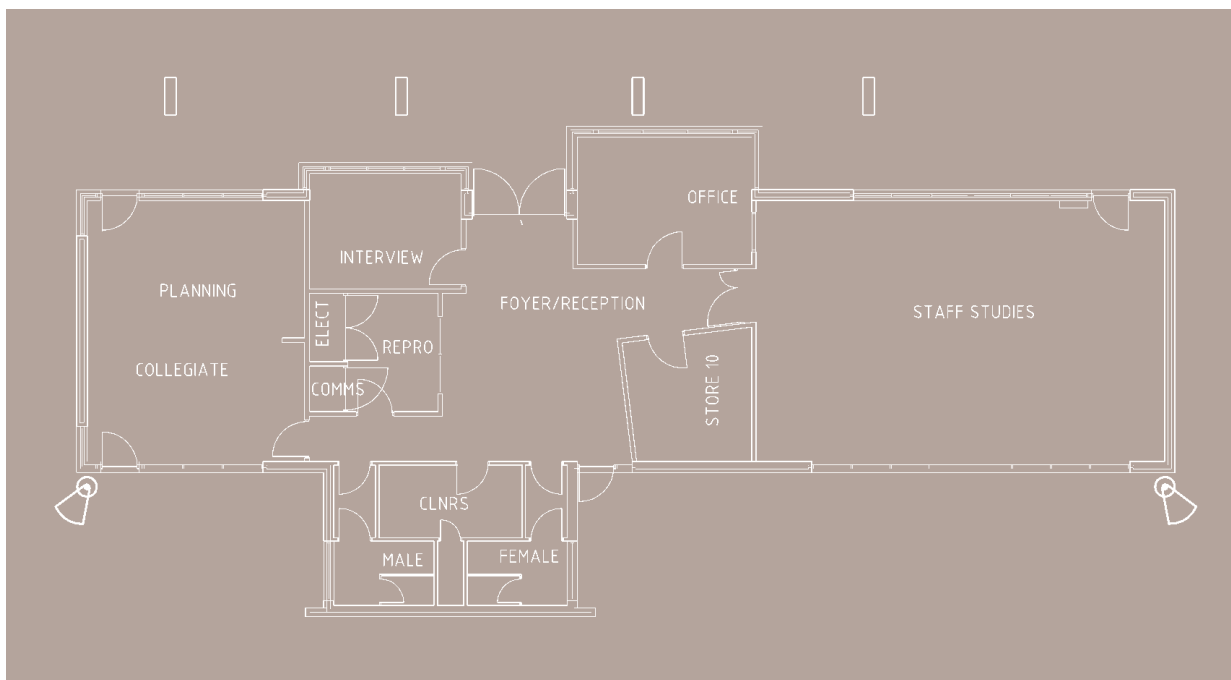 OFFICE
INTERVIEW
PLANNING
FOYER/RECEPTION
STAFF STUDIES
ELECT
REPRO
COLLEGIATE
COMMS
STORE 10
CLNRS
MALE
FEMALE